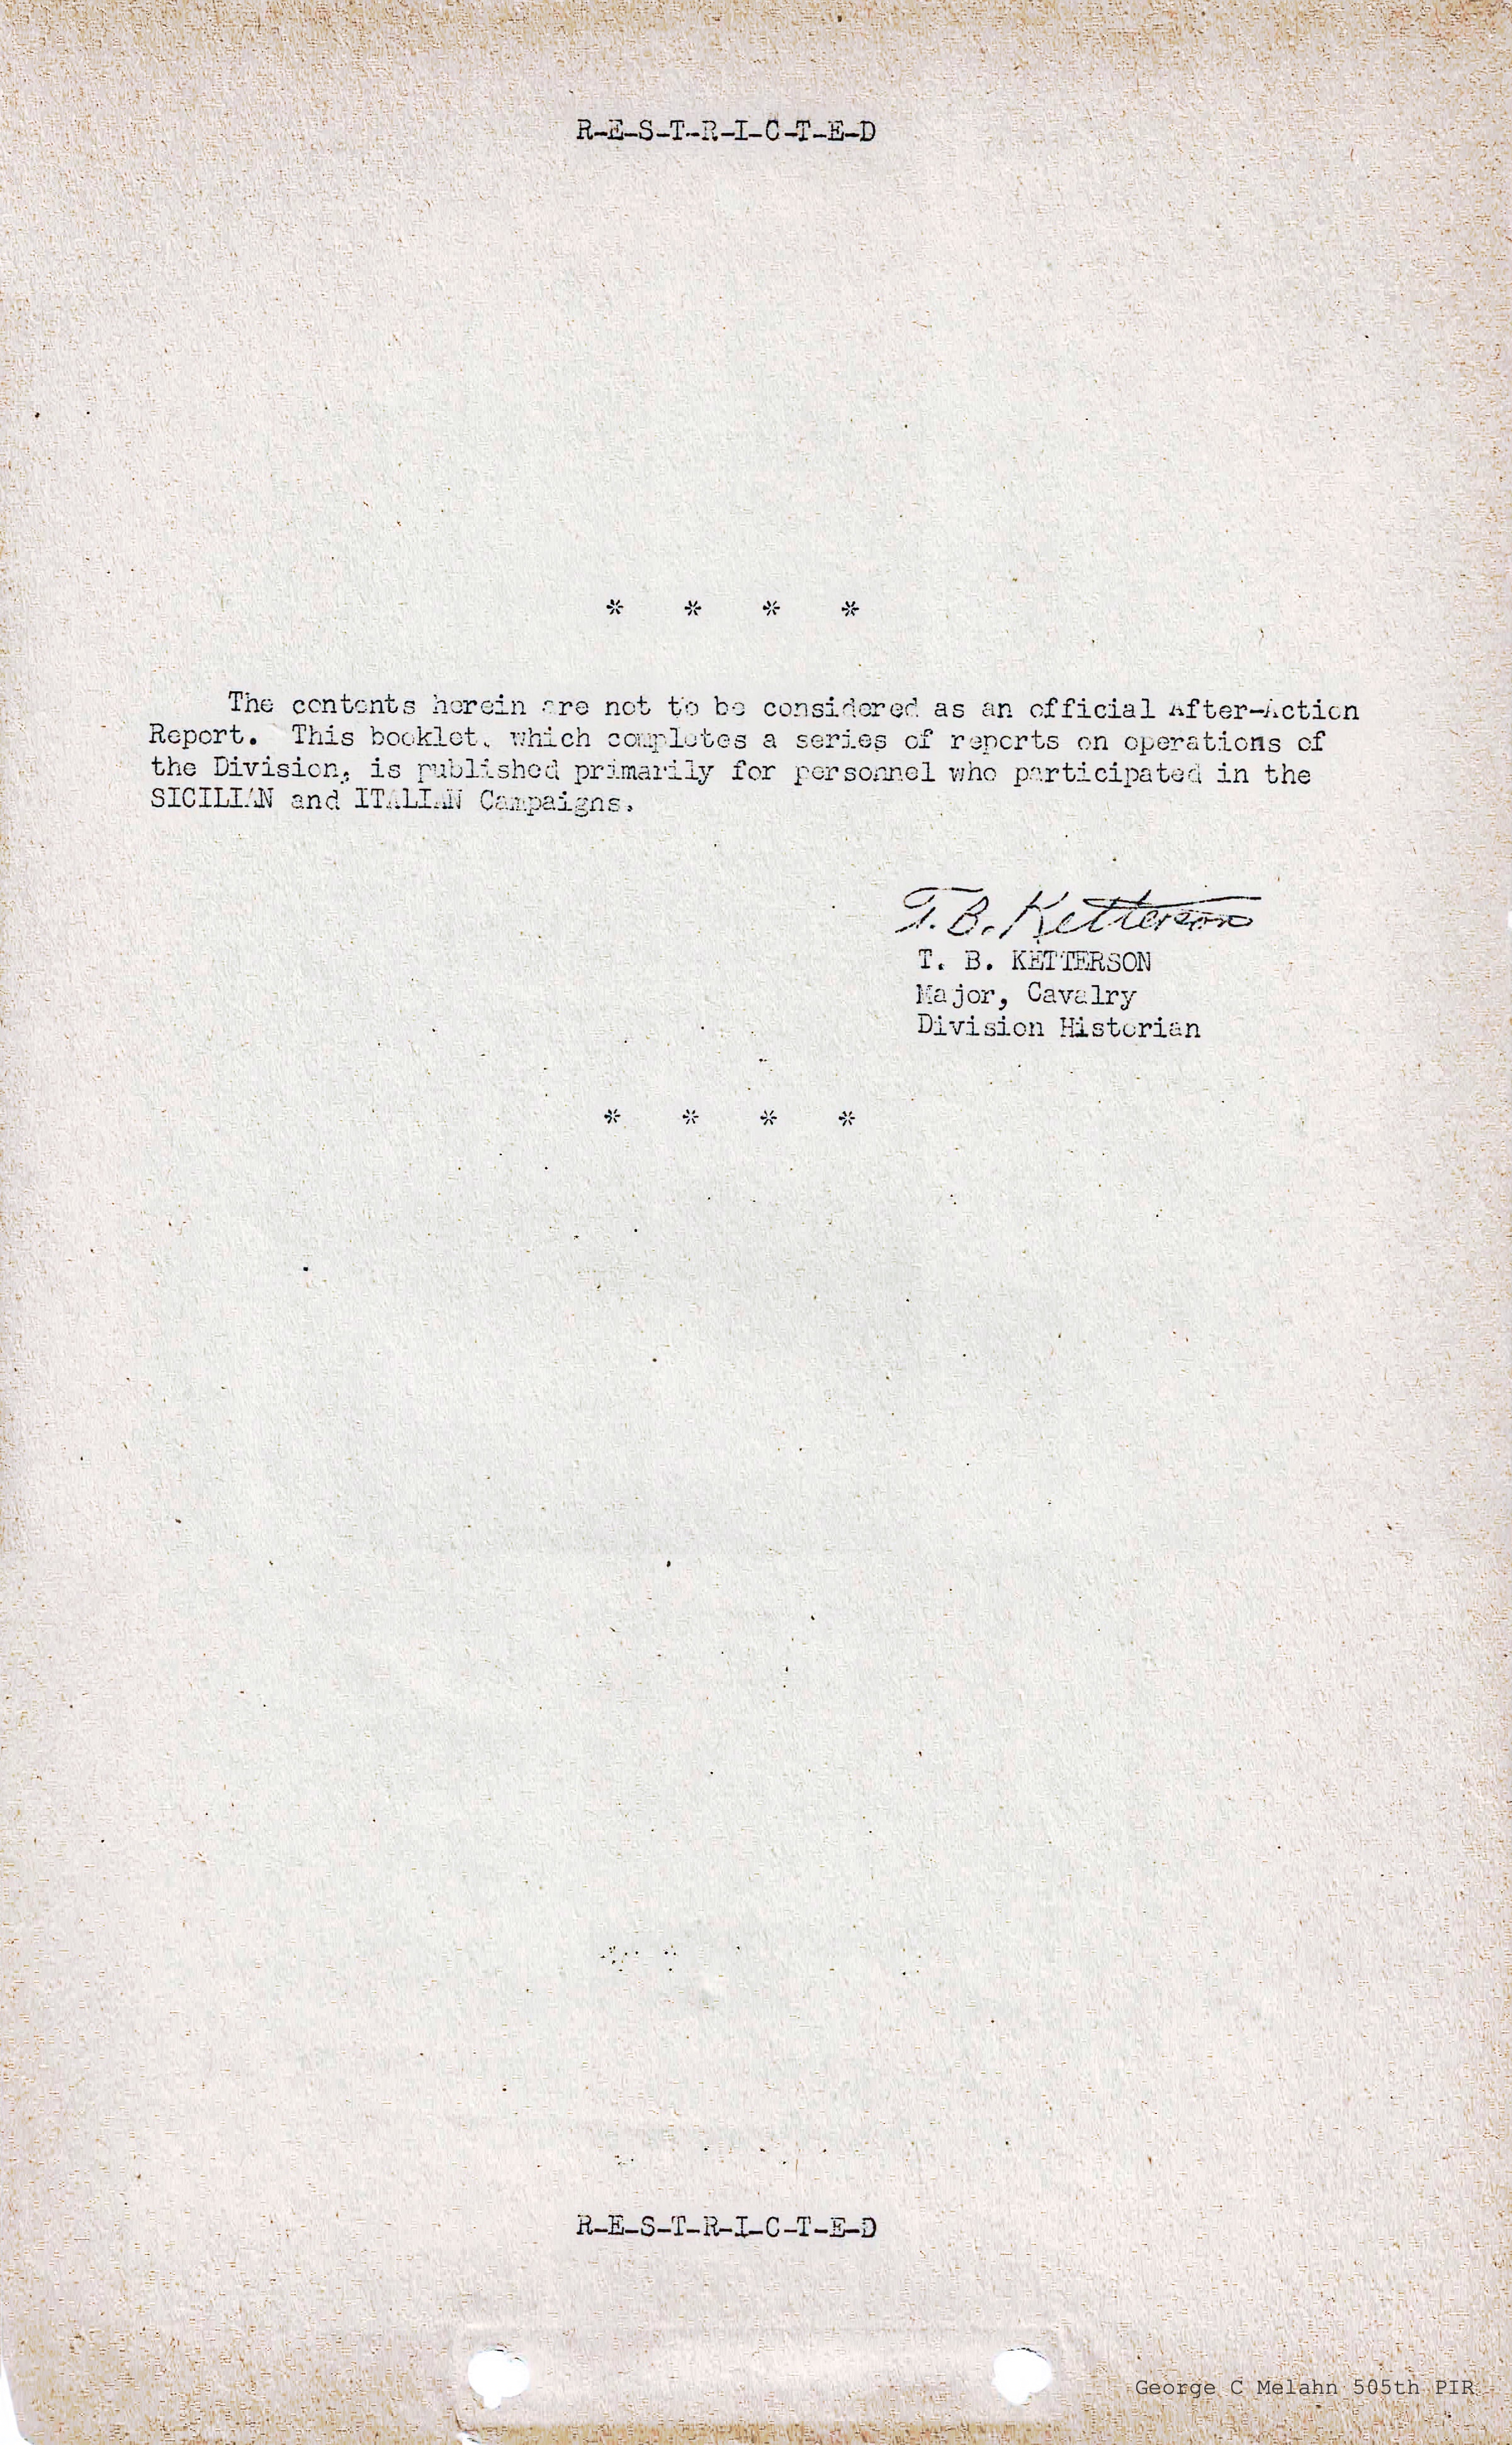 R-E-S-T-R-I-C-T-E-D
* * * *
The contents herein are not to be considered as an official After-Action
Report. This booklet, which completes a series of reports on operations of
the Division, is published primarily for personnel who participated in the
SICILIAN and ITALIAN Campaigns.
T. B. Ketterson
T. B. KETTERSON
Major, Cavalry
Division Historian
* * * *
R-E-S-T-R-I-C-T-E-D
George C Melahn 505th PIR